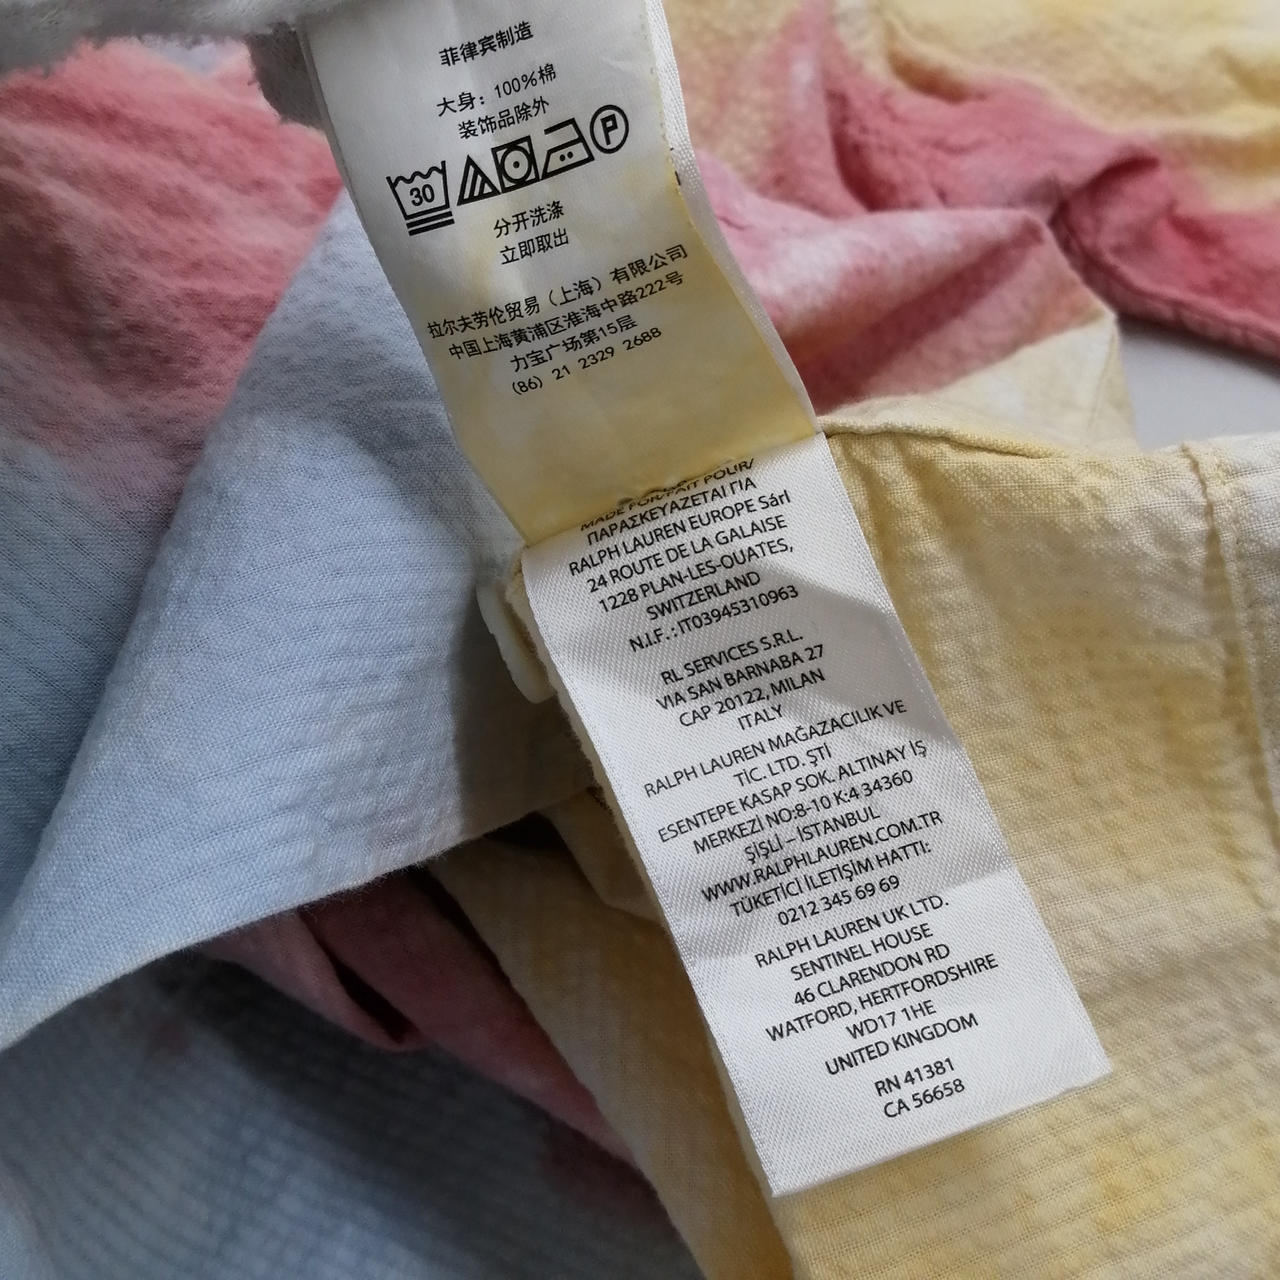 菲律宾制造
大身：100%棉
装饰品除外
30
P
分开洗涤
立即取出
拉尔夫劳伦贸易（上海）有限公司
中国上海黄浦区淮海中路222号
力宝广场第15层
(86) 21 2329 2688
MADE FOR/FAIT POUR/
ΠΑΡΑΣΚΕΥΑΖΕΤΑΙ ΓΙΑ
RALPH LAUREN EUROPE Sárl
24 ROUTE DE LA GALAISE
1228 PLAN-LES-OUATES,
SWITZERLAND
N.I.F.: IT03945310963
RL SERVICES S.R.L.
VIA SAN BARNABA 27
CAP 20122, MILAN
ITALY
RALPH LAUREN MAĞAZACILIK VE
TİC. LTD. ŞTİ
ESENTEPE KASAP SOK. ALTINAY İŞ
MERKEZİ NO:8-10 K:4 34360
ŞİŞLİ – İSTANBUL
WWW.RALPHLAUREN.COM.TR
TÜKETİCİ İLETİŞİM HATTI:
0212 345 69 69
RALPH LAUREN UK LTD.
SENTINEL HOUSE
46 CLARENDON RD
WATFORD, HERTFORDSHIRE
WD17 1HE
UNITED KINGDOM
RN 41381
CA 56658